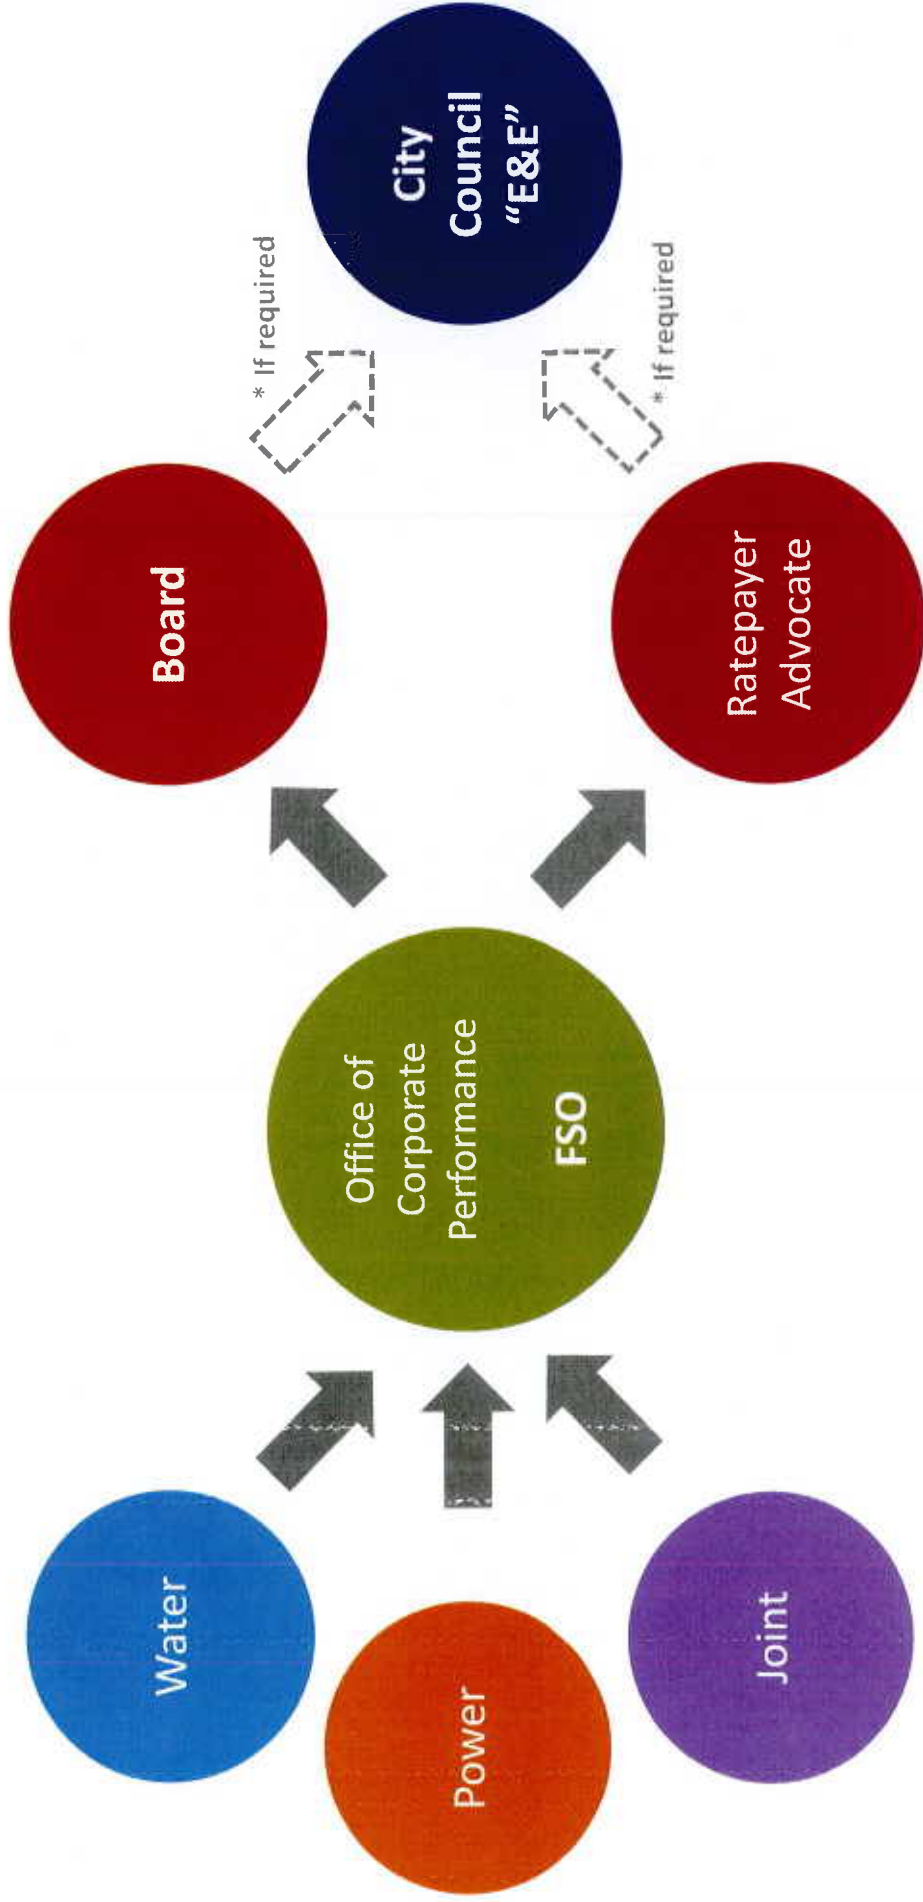 Water
Power
Joint
Office of
Corporate
Performance
FSO
Board
Ratepayer
Advocate
* If required
* If required
City
Council
“E&E”